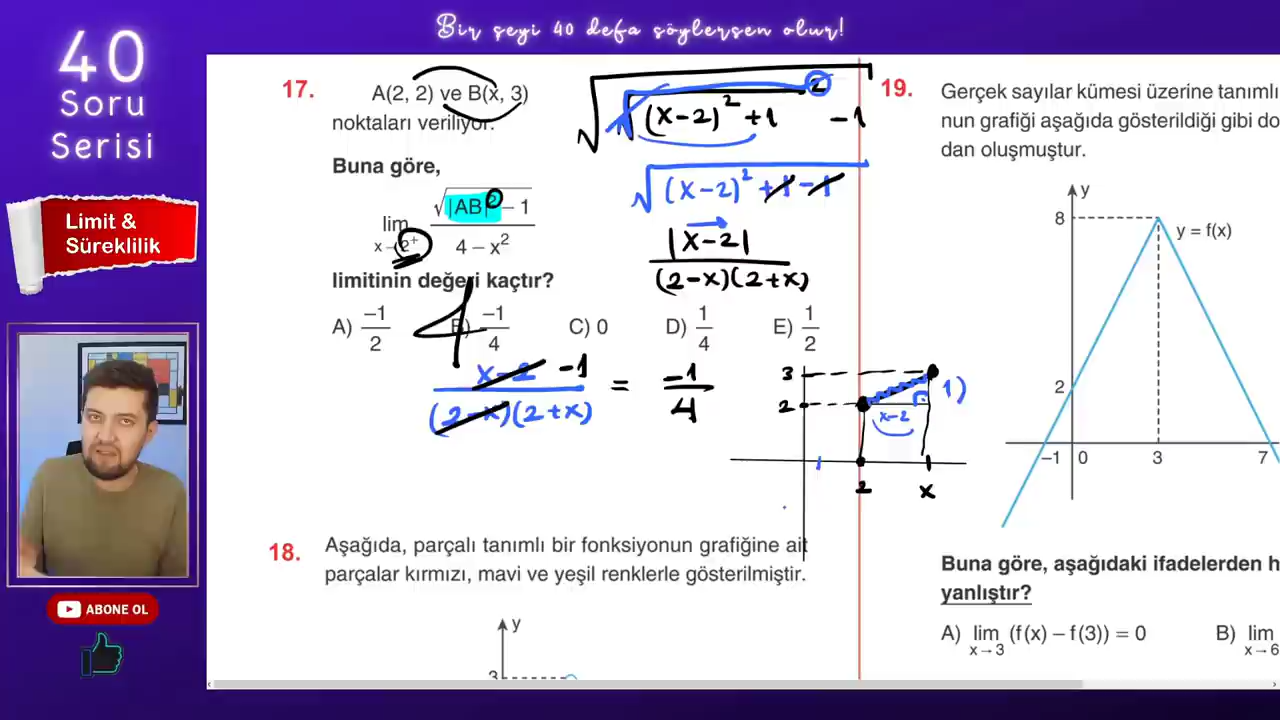 Bir şeyi 40 defa söylersen olur!
40
Soru
Serisi
Limit &
Süreklilik
ABONE OL
17.
A(2, 2) ve B(x, 3)
noktaları veriliyor.
Buna göre,
lim x→2⁺ √(|AB|² − 1) / (4 − x²)
limitinin değeri kaçtır?
A) −1/2 B) −1/4 C) 0 D) 1/4 E) 1/2
√(√((x−2)²+1)² −1)
√((x−2)² +1 −1)
|x−2| / (2−x)(2+x)
4
x−2 −1 / (2−x)(2+x) = −1/4
3
2
1
x−2
2 x
18.
Aşağıda, parçalı tanımlı bir fonksiyonun grafiğine ait
parçalar kırmızı, mavi ve yeşil renklerle gösterilmiştir.
y
3
19.
Gerçek sayılar kümesi üzerine tanımlı
nun grafiği aşağıda gösterildiği gibi do
dan oluşmuştur.
y
8
y = f(x)
2
−1 0 3 7
Buna göre, aşağıdaki ifadelerden h
yanlıştır?
A) lim x→3 (f(x) − f(3)) = 0 B) lim x→6